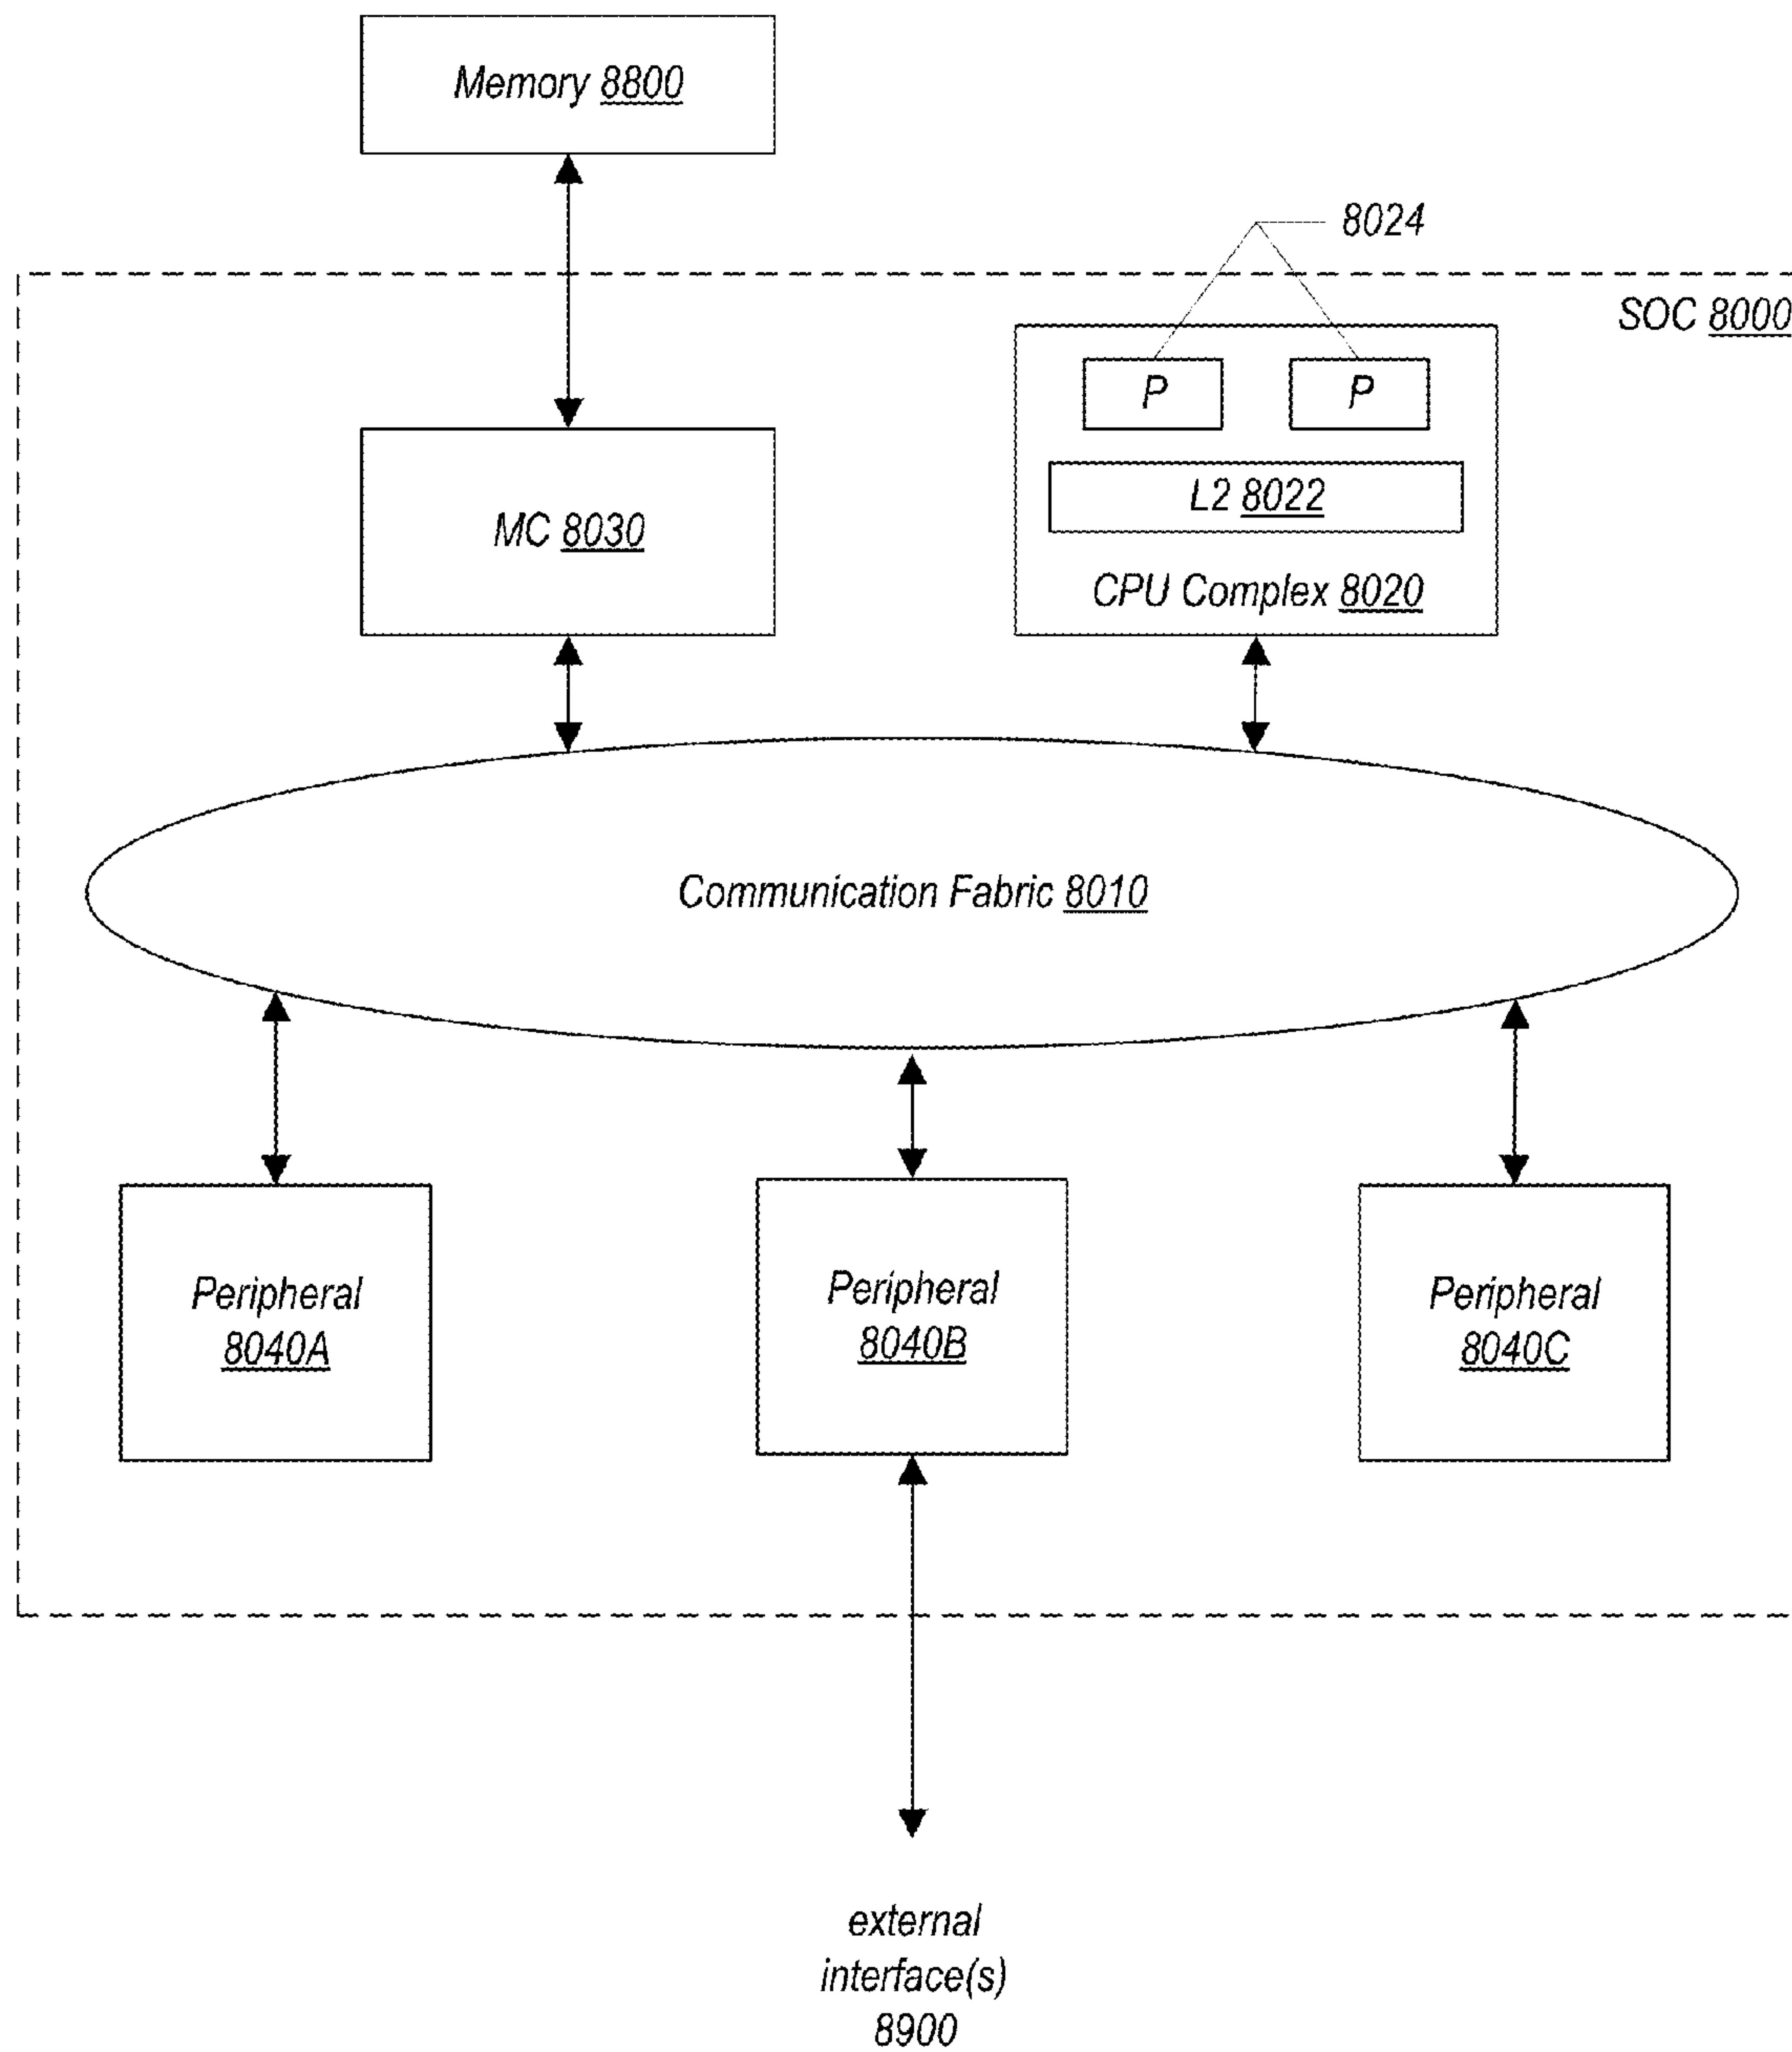 Memory 8800
8024
SOC 8000
P P
L2 8022
MC 8030
CPU Complex 8020
Communication Fabric 8010
Peripheral
8040A
Peripheral
8040B
Peripheral
8040C
external
interface(s)
8900